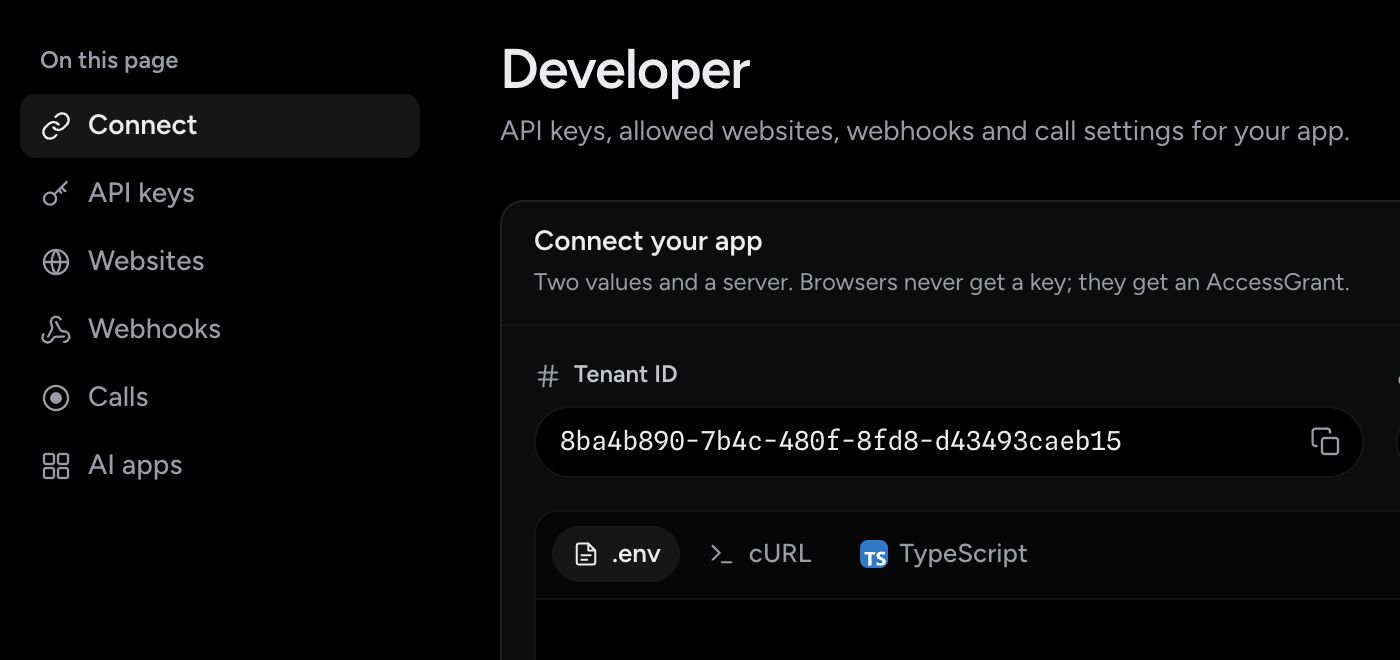 On this page
Connect
API keys
Websites
Webhooks
Calls
AI apps
Developer
API keys, allowed websites, webhooks and call settings for your app.
Connect your app
Two values and a server. Browsers never get a key; they get an AccessGrant.
Tenant ID
8ba4b890-7b4c-480f-8fd8-d43493caeb15
.env
cURL
TS TypeScript